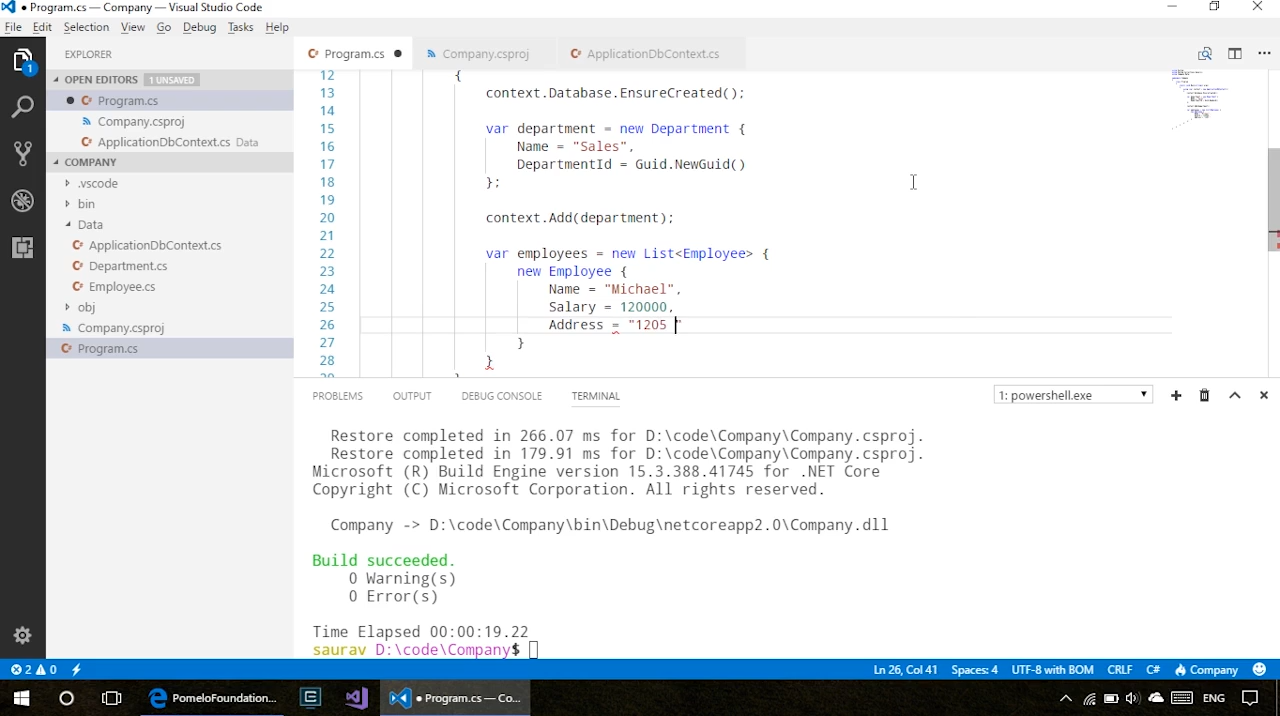 ● Program.cs — Company — Visual Studio Code
File Edit Selection View Go Debug Tasks Help
EXPLORER
Program.cs ●
Company.csproj
ApplicationDbContext.cs
1
OPEN EDITORS 1 UNSAVED
● Program.cs
Company.csproj
ApplicationDbContext.cs Data
COMPANY
.vscode
bin
Data
ApplicationDbContext.cs
Department.cs
Employee.cs
obj
Company.csproj
Program.cs
12 {
13 context.Database.EnsureCreated();
14
15 var department = new Department {
16 Name = "Sales",
17 DepartmentId = Guid.NewGuid()
18 };
19
20 context.Add(department);
21
22 var employees = new List<Employee> {
23 new Employee {
24 Name = "Michael",
25 Salary = 120000,
26 Address = "1205 "
27 }
28 }
PROBLEMS OUTPUT DEBUG CONSOLE TERMINAL 1: powershell.exe
Restore completed in 266.07 ms for D:\code\Company\Company.csproj.
Restore completed in 179.91 ms for D:\code\Company\Company.csproj.
Microsoft (R) Build Engine version 15.3.388.41745 for .NET Core
Copyright (C) Microsoft Corporation. All rights reserved.
Company -> D:\code\Company\bin\Debug\netcoreapp2.0\Company.dll
Build succeeded.
0 Warning(s)
0 Error(s)
Time Elapsed 00:00:19.22
saurav D:\code\Company$
2 0 Ln 26, Col 41 Spaces: 4 UTF-8 with BOM CRLF C# Company
PomeloFoundation... ● Program.cs — Co... ENG